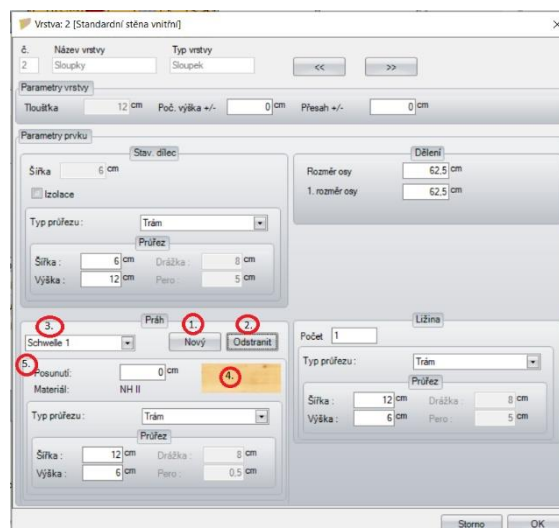 Vrstva: 2 [Standardní stěna vnitřní]
č. Název vrstvy Typ vrstvy
2 Sloupky Sloupek << >>
Parametry vrstvy
Tloušťka 12 cm Poč. výška +/- 0 cm Přesah +/- 0 cm
Parametry prvku
Stav. dílec
Šířka 6 cm
Izolace
Typ průřezu : Trám
Průřez
Šířka : 6 cm Drážka : 8 cm
Výška : 12 cm Pero : 5 cm
Dělení
Rozměr osy 62,5 cm
1. rozměr osy 62,5 cm
3. Práh 1. 2.
Schwelle 1 Nový Odstranit
5. Posunutí: 0 cm 4.
Materiál: NH II
Typ průřezu : Trám
Průřez
Šířka : 12 cm Drážka : 8 cm
Výška : 6 cm Pero : 0,5 cm
Ližina
Počet 1
Typ průřezu : Trám
Průřez
Šířka : 12 cm Drážka : 8 cm
Výška : 6 cm Pero : 5 cm
Storno OK